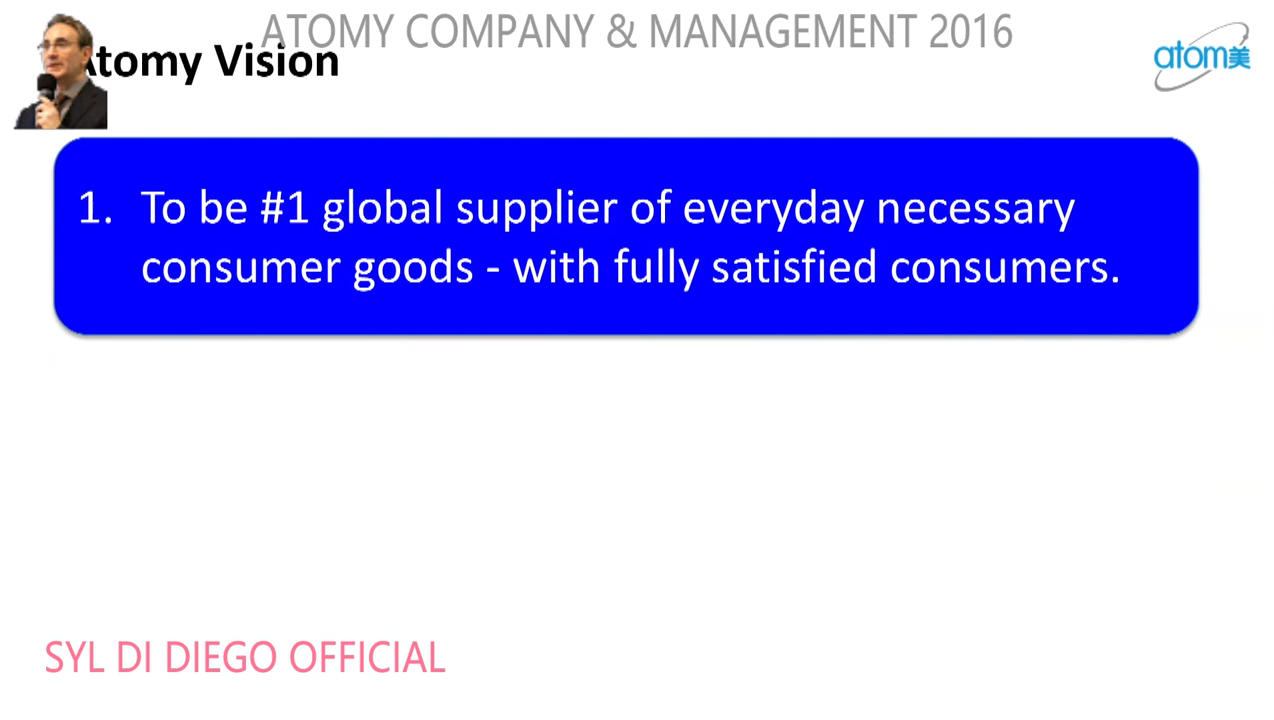 ATOMY COMPANY & MANAGEMENT 2016
Atomy Vision
atom美
1. To be #1 global supplier of everyday necessary
consumer goods - with fully satisfied consumers.
SYL DI DIEGO OFFICIAL